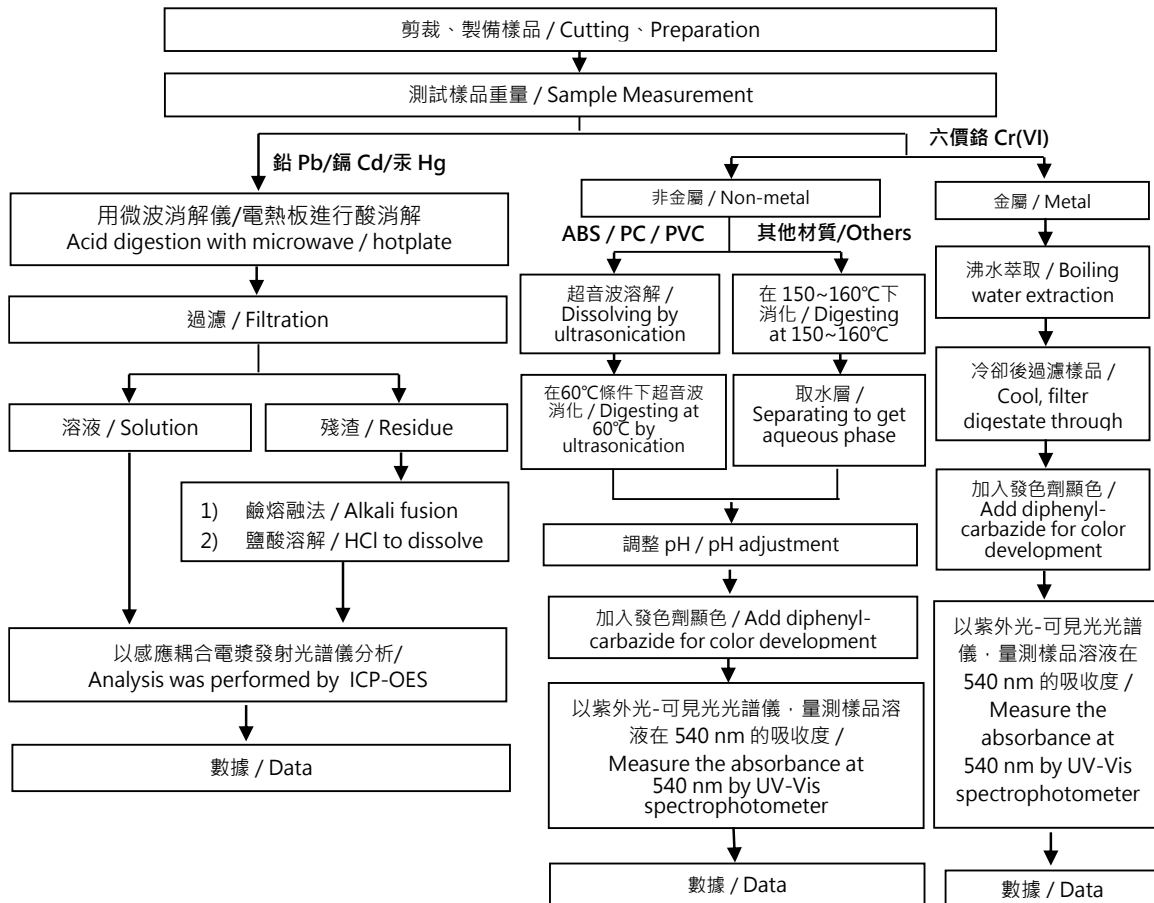 剪裁、製備樣品 / Cutting、Preparation
測試樣品重量 / Sample Measurement
鉛 Pb/鎘 Cd/汞 Hg
六價鉻 Cr(VI)
用微波消解儀/電熱板進行酸消解
Acid digestion with microwave / hotplate
過濾 / Filtration
溶液 / Solution
殘渣 / Residue
1) 鹼熔融法 / Alkali fusion
2) 鹽酸溶解 / HCl to dissolve
以感應耦合電漿發射光譜儀分析/
Analysis was performed by ICP-OES
數據 / Data
非金屬 / Non-metal
ABS / PC / PVC
其他材質/Others
超音波溶解 /
Dissolving by
ultrasonication
在 150~160℃下
消化 / Digesting
at 150~160℃
在60℃條件下超音波
消化 / Digesting at
60℃ by
ultrasonication
取水層 /
Separating to get
aqueous phase
調整 pH / pH adjustment
加入發色劑顯色 / Add diphenyl-
carbazide for color development
以紫外光-可見光光譜儀，量測樣品溶
液在 540 nm 的吸收度 /
Measure the absorbance at
540 nm by UV-Vis
spectrophotometer
數據 / Data
金屬 / Metal
沸水萃取 / Boiling
water extraction
冷卻後過濾樣品 /
Cool, filter
digestate through
加入發色劑顯色 /
Add diphenyl-
carbazide for color
development
以紫外光-可見光光譜
儀，量測樣品溶液在
540 nm 的吸收度 /
Measure the
absorbance at
540 nm by UV-Vis
spectrophotometer
數據 / Data